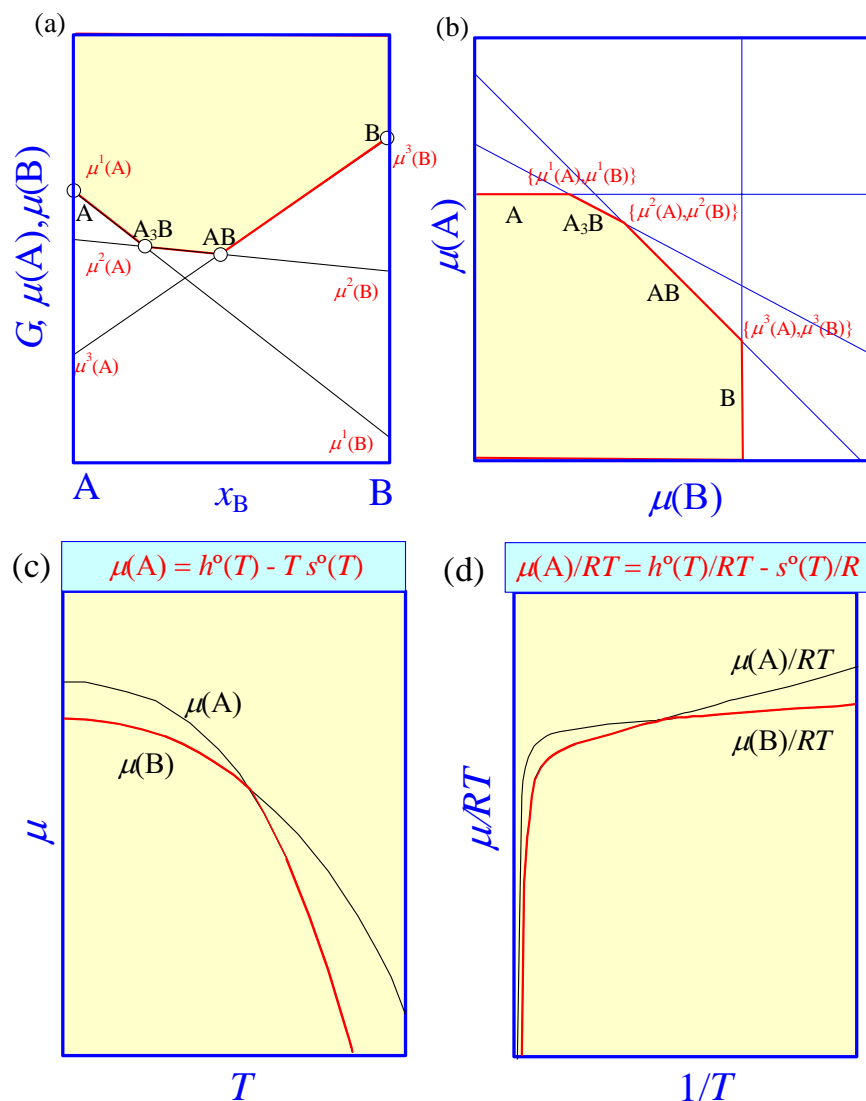 (a)
G, μ(A),μ(B)
μ¹(A)
A
A₃B
AB
B
μ³(B)
μ²(A)
μ²(B)
μ³(A)
μ¹(B)
A
x_B
B
(b)
μ(A)
{μ¹(A),μ¹(B)}
A
A₃B
{μ²(A),μ²(B)}
AB
{μ³(A),μ³(B)}
B
μ(B)
(c)
μ(A) = h°(T) - T s°(T)
μ
μ(A)
μ(B)
T
(d)
μ(A)/RT = h°(T)/RT - s°(T)/R
μ/RT
μ(A)/RT
μ(B)/RT
1/T